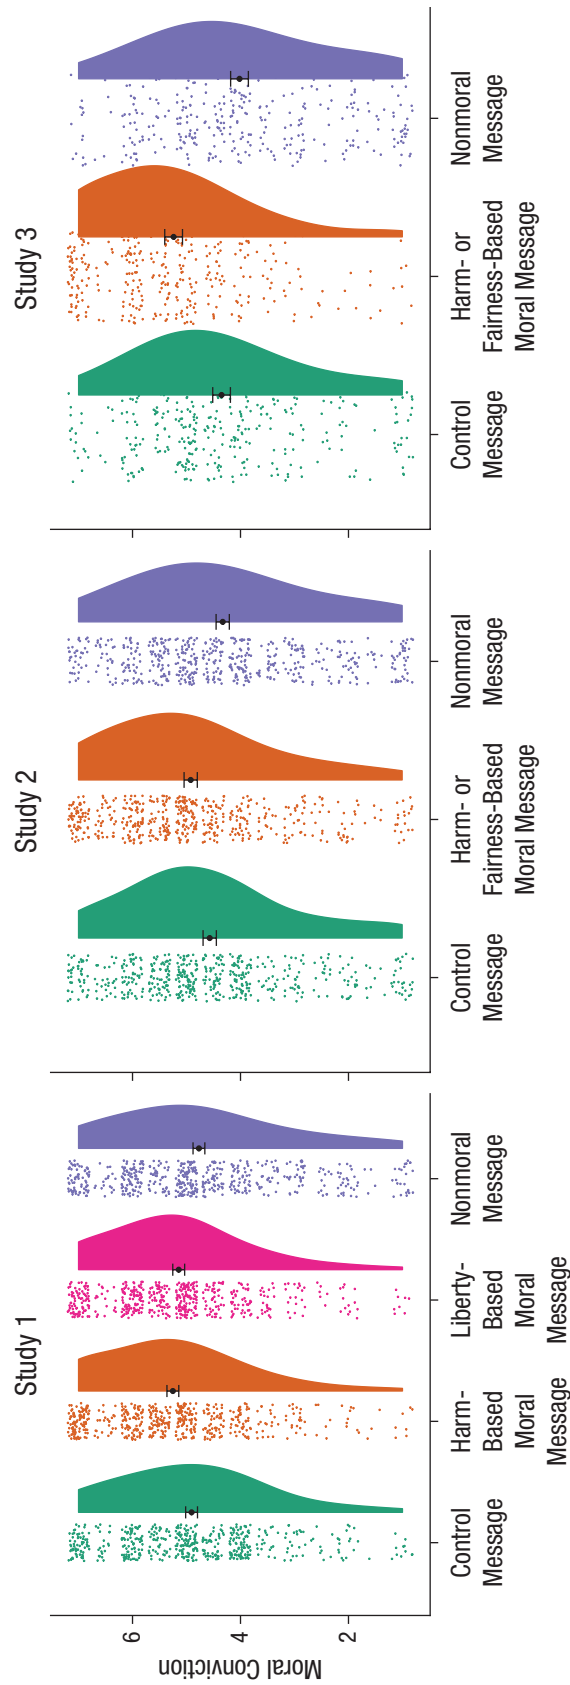 Study 1
Study 2
Study 3
Moral Conviction
6
4
2
Control
Message
Harm-
Based
Moral
Message
Liberty-
Based
Moral
Message
Nonmoral
Message
Control
Message
Harm- or
Fairness-Based
Moral Message
Nonmoral
Message
Control
Message
Harm- or
Fairness-Based
Moral Message
Nonmoral
Message